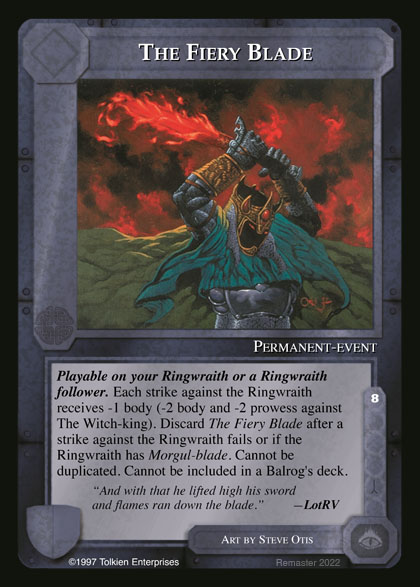 The Fiery Blade
Permanent-event
Playable on your Ringwraith or a Ringwraith
follower. Each strike against the Ringwraith
receives -1 body (-2 body and -2 prowess against
The Witch-king). Discard The Fiery Blade after a
strike against the Ringwraith fails or if the
Ringwraith has Morgul-blade. Cannot be
duplicated. Cannot be included in a Balrog's deck.
8
“And with that he lifted high his sword
and flames ran down the blade.” –LotRV
Art by Steve Otis
©1997 Tolkien Enterprises
Remaster 2022